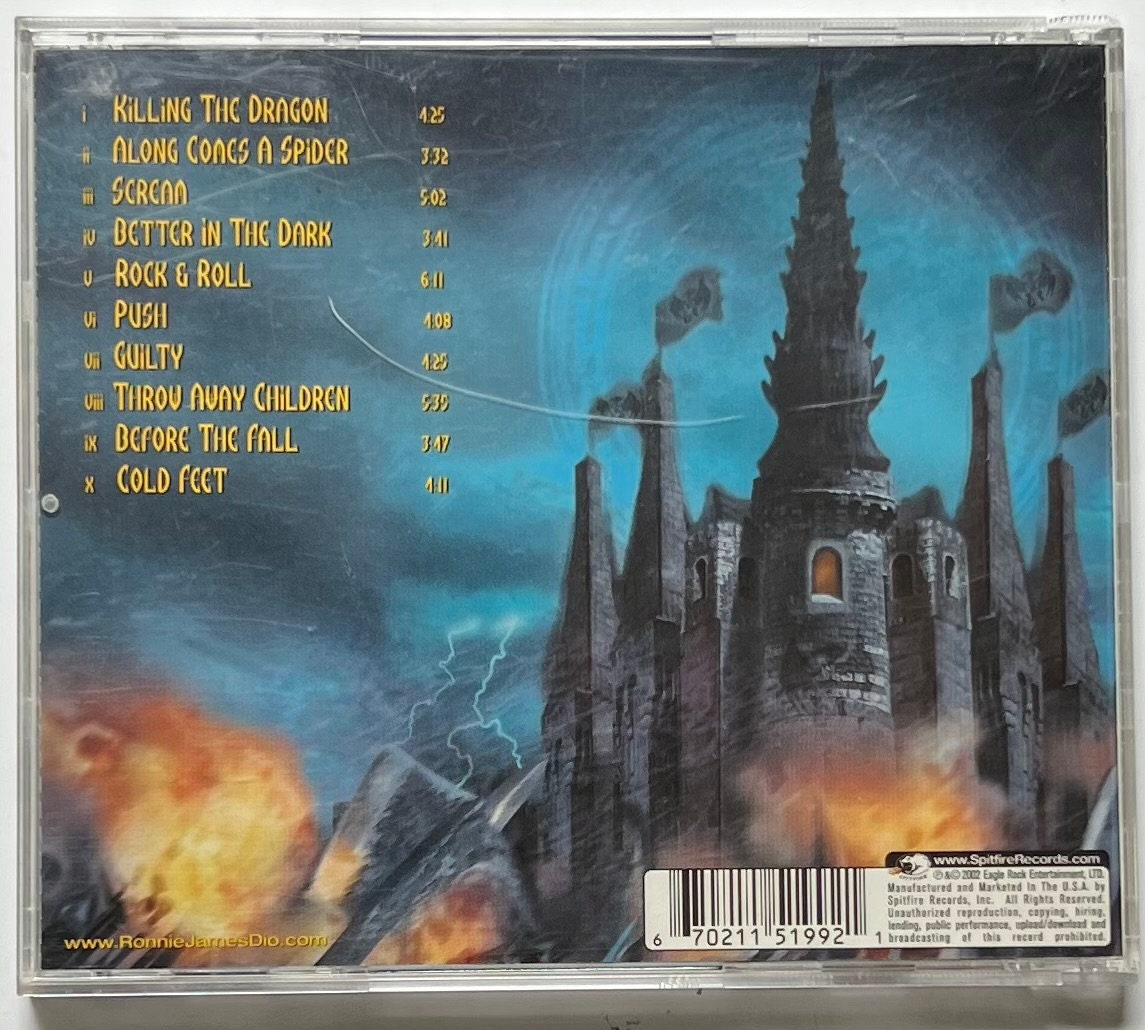 i Killing The Dragon 4:25
ii Along Comes A Spider 3:32
iii Scream 5:02
iv Better in The Dark 3:41
v Rock & Roll 6:11
vi Push 4:08
vii Guilty 4:25
viii Throw Away Children 5:35
ix Before The Fall 3:47
x Cold Feet 4:11
www.RonnieJamesDio.com
www.SpitfireRecords.com
℗ & © 2002 Eagle Rock Entertainment, LTD.
Manufactured and Marketed In The U.S.A. by
Spitfire Records, Inc. All Rights Reserved.
Unauthorized reproduction, copying, hiring,
lending, public performance, upload/download and
broadcasting of this record prohibited.
6 70211 51992 1